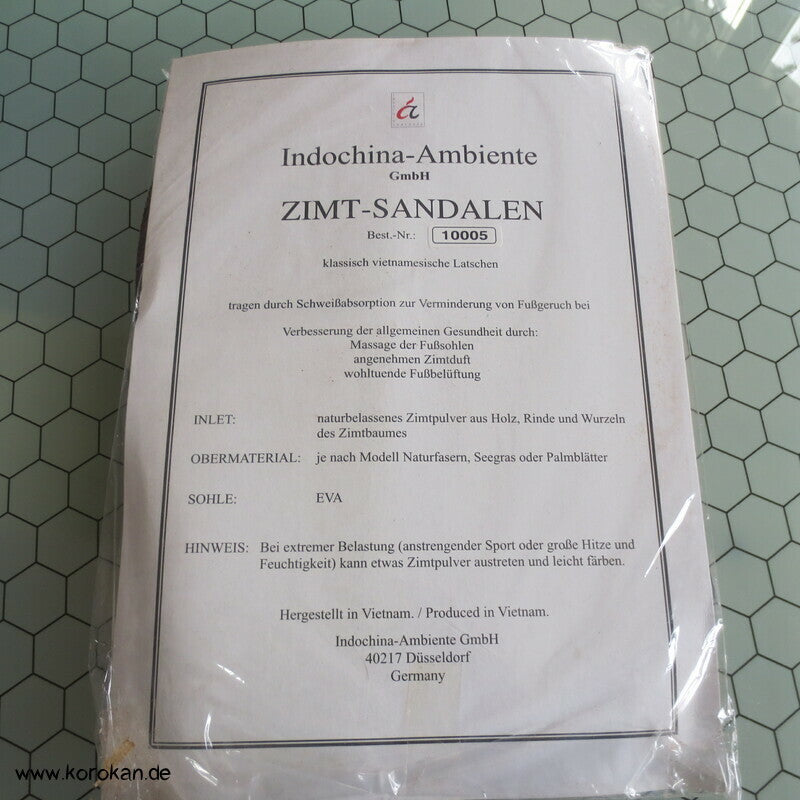 Indochina-Ambiente
GmbH
ZIMT-SANDALEN
Best.-Nr.: 10005
klassisch vietnamesische Latschen
tragen durch Schweißabsorption zur Verminderung von Fußgeruch bei
Verbesserung der allgemeinen Gesundheit durch:
Massage der Fußsohlen
angenehmen Zimtduft
wohltuende Fußbelüftung
INLET: naturbelassenes Zimtpulver aus Holz, Rinde und Wurzeln
des Zimtbaumes
OBERMATERIAL: je nach Modell Naturfasern, Seegras oder Palmblätter
SOHLE: EVA
HINWEIS: Bei extremer Belastung (anstrengender Sport oder große Hitze und
Feuchtigkeit) kann etwas Zimtpulver austreten und leicht färben.
Hergestellt in Vietnam. / Produced in Vietnam.
Indochina-Ambiente GmbH
40217 Düsseldorf
Germany
www.korokan.de